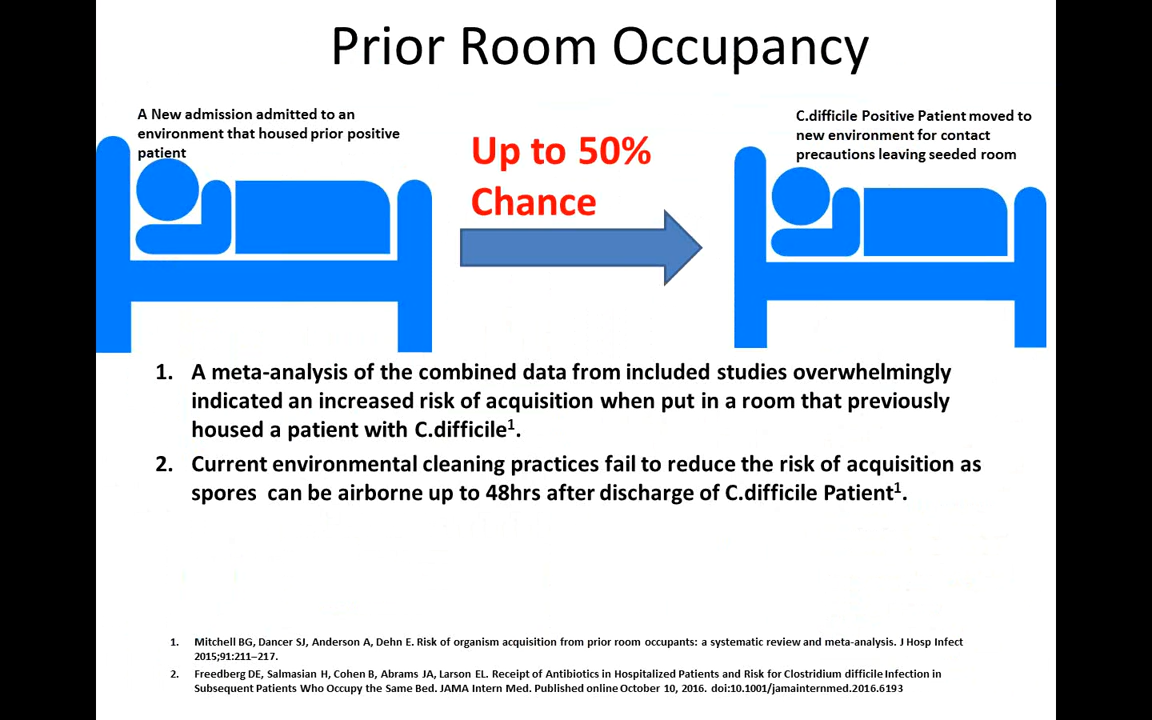 Prior Room Occupancy
A New admission admitted to an
environment that housed prior positive
patient
Up to 50%
Chance
C.difficile Positive Patient moved to
new environment for contact
precautions leaving seeded room
1. A meta-analysis of the combined data from included studies overwhelmingly
indicated an increased risk of acquisition when put in a room that previously
housed a patient with C.difficile¹.
2. Current environmental cleaning practices fail to reduce the risk of acquisition as
spores can be airborne up to 48hrs after discharge of C.difficile Patient¹.
1. Mitchell BG, Dancer SJ, Anderson A, Dehn E. Risk of organism acquisition from prior room occupants: a systematic review and meta-analysis. J Hosp Infect
2015;91:211–217.
2. Freedberg DE, Salmasian H, Cohen B, Abrams JA, Larson EL. Receipt of Antibiotics in Hospitalized Patients and Risk for Clostridium difficile Infection in
Subsequent Patients Who Occupy the Same Bed. JAMA Intern Med. Published online October 10, 2016. doi:10.1001/jamainternmed.2016.6193